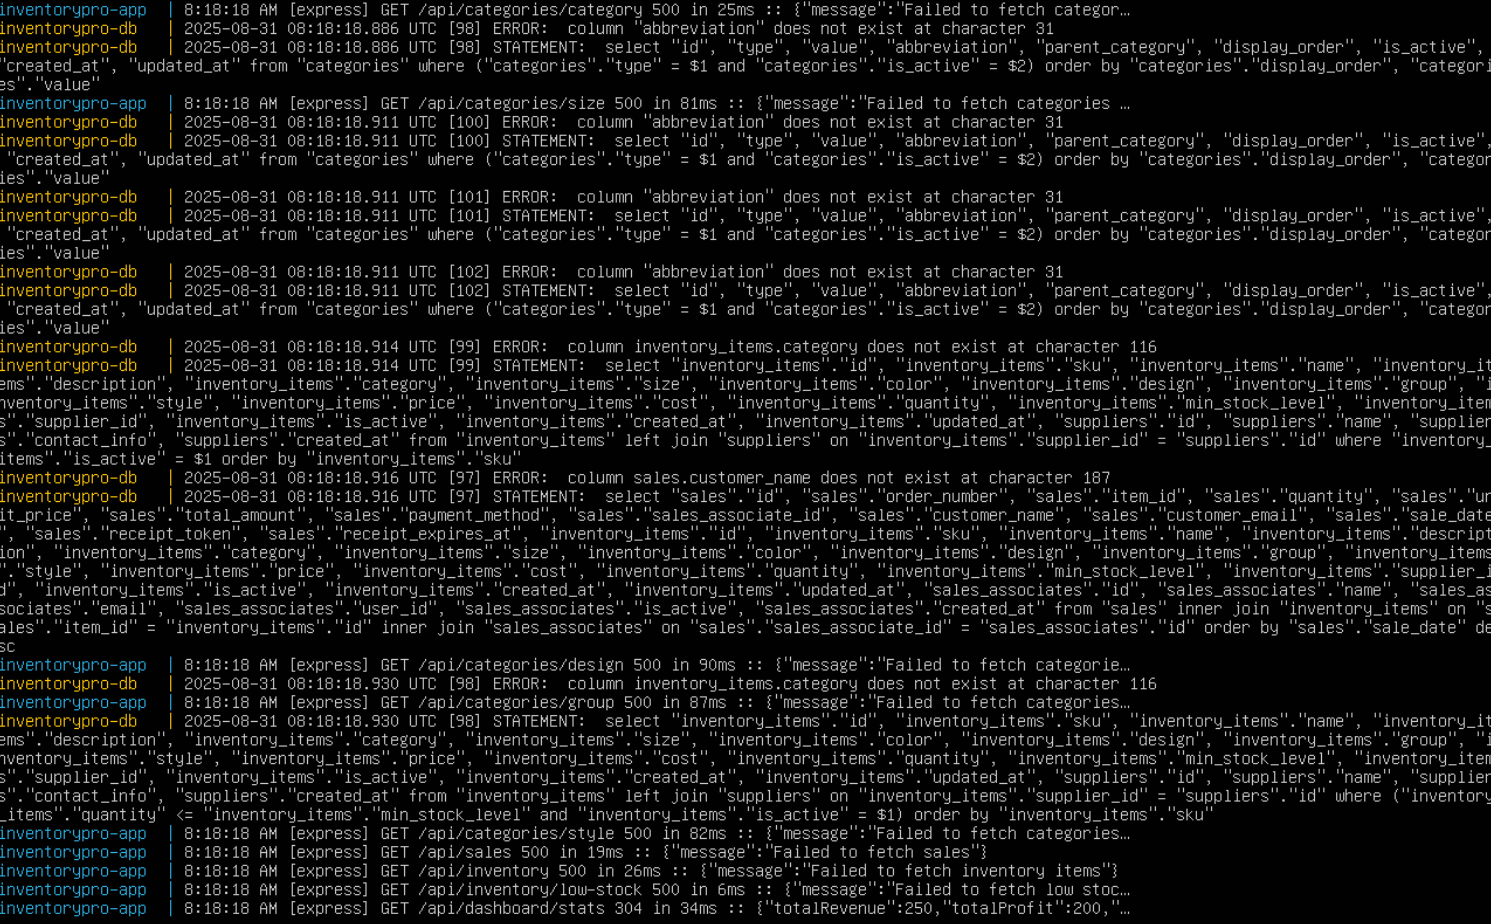 inventorypro-app | 8:18:18 AM [express] GET /api/categories/category 500 in 25ms :: {"message":"Failed to fetch categor…
inventorypro-db | 2025-08-31 08:18:18.886 UTC [98] ERROR: column "abbreviation" does not exist at character 31
inventorypro-db | 2025-08-31 08:18:18.886 UTC [98] STATEMENT: select "id", "type", "value", "abbreviation", "parent_category", "display_order", "is_active",
"created_at", "updated_at" from "categories" where ("categories"."type" = $1 and "categories"."is_active" = $2) order by "categories"."display_order", "categori
es"."value"
inventorypro-app | 8:18:18 AM [express] GET /api/categories/size 500 in 81ms :: {"message":"Failed to fetch categories …
inventorypro-db | 2025-08-31 08:18:18.911 UTC [100] ERROR: column "abbreviation" does not exist at character 31
inventorypro-db | 2025-08-31 08:18:18.911 UTC [100] STATEMENT: select "id", "type", "value", "abbreviation", "parent_category", "display_order", "is_active",
"created_at", "updated_at" from "categories" where ("categories"."type" = $1 and "categories"."is_active" = $2) order by "categories"."display_order", "categor
ies"."value"
inventorypro-db | 2025-08-31 08:18:18.911 UTC [101] ERROR: column "abbreviation" does not exist at character 31
inventorypro-db | 2025-08-31 08:18:18.911 UTC [101] STATEMENT: select "id", "type", "value", "abbreviation", "parent_category", "display_order", "is_active",
"created_at", "updated_at" from "categories" where ("categories"."type" = $1 and "categories"."is_active" = $2) order by "categories"."display_order", "categor
ies"."value"
inventorypro-db | 2025-08-31 08:18:18.911 UTC [102] ERROR: column "abbreviation" does not exist at character 31
inventorypro-db | 2025-08-31 08:18:18.911 UTC [102] STATEMENT: select "id", "type", "value", "abbreviation", "parent_category", "display_order", "is_active",
"created_at", "updated_at" from "categories" where ("categories"."type" = $1 and "categories"."is_active" = $2) order by "categories"."display_order", "categor
ies"."value"
inventorypro-db | 2025-08-31 08:18:18.914 UTC [99] ERROR: column inventory_items.category does not exist at character 116
inventorypro-db | 2025-08-31 08:18:18.914 UTC [99] STATEMENT: select "inventory_items"."id", "inventory_items"."sku", "inventory_items"."name", "inventory_it
ems"."description", "inventory_items"."category", "inventory_items"."size", "inventory_items"."color", "inventory_items"."design", "inventory_items"."group", "i
nventory_items"."style", "inventory_items"."price", "inventory_items"."cost", "inventory_items"."quantity", "inventory_items"."min_stock_level", "inventory_item
s"."supplier_id", "inventory_items"."is_active", "inventory_items"."created_at", "inventory_items"."updated_at", "suppliers"."id", "suppliers"."name", "supplier
s"."contact_info", "suppliers"."created_at" from "inventory_items" left join "suppliers" on "inventory_items"."supplier_id" = "suppliers"."id" where "inventory_
items"."is_active" = $1 order by "inventory_items"."sku"
inventorypro-db | 2025-08-31 08:18:18.916 UTC [97] ERROR: column sales.customer_name does not exist at character 187
inventorypro-db | 2025-08-31 08:18:18.916 UTC [97] STATEMENT: select "sales"."id", "sales"."order_number", "sales"."item_id", "sales"."quantity", "sales"."un
it_price", "sales"."total_amount", "sales"."payment_method", "sales"."sales_associate_id", "sales"."customer_name", "sales"."customer_email", "sales"."sale_date
", "sales"."receipt_token", "sales"."receipt_expires_at", "inventory_items"."id", "inventory_items"."sku", "inventory_items"."name", "inventory_items"."descript
ion", "inventory_items"."category", "inventory_items"."size", "inventory_items"."color", "inventory_items"."design", "inventory_items"."group", "inventory_items
"."style", "inventory_items"."price", "inventory_items"."cost", "inventory_items"."quantity", "inventory_items"."min_stock_level", "inventory_items"."supplier_i
d", "inventory_items"."is_active", "inventory_items"."created_at", "inventory_items"."updated_at", "sales_associates"."id", "sales_associates"."name", "sales_as
sociates"."email", "sales_associates"."user_id", "sales_associates"."is_active", "sales_associates"."created_at" from "sales" inner join "inventory_items" on "s
ales"."item_id" = "inventory_items"."id" inner join "sales_associates" on "sales"."sales_associate_id" = "sales_associates"."id" order by "sales"."sale_date" de
sc
inventorypro-app | 8:18:18 AM [express] GET /api/categories/design 500 in 90ms :: {"message":"Failed to fetch categorie…
inventorypro-db | 2025-08-31 08:18:18.930 UTC [98] ERROR: column inventory_items.category does not exist at character 116
inventorypro-app | 8:18:18 AM [express] GET /api/categories/group 500 in 87ms :: {"message":"Failed to fetch categories…
inventorypro-db | 2025-08-31 08:18:18.930 UTC [98] STATEMENT: select "inventory_items"."id", "inventory_items"."sku", "inventory_items"."name", "inventory_it
ems"."description", "inventory_items"."category", "inventory_items"."size", "inventory_items"."color", "inventory_items"."design", "inventory_items"."group", "i
nventory_items"."style", "inventory_items"."price", "inventory_items"."cost", "inventory_items"."quantity", "inventory_items"."min_stock_level", "inventory_item
s"."supplier_id", "inventory_items"."is_active", "inventory_items"."created_at", "inventory_items"."updated_at", "suppliers"."id", "suppliers"."name", "supplier
s"."contact_info", "suppliers"."created_at" from "inventory_items" left join "suppliers" on "inventory_items"."supplier_id" = "suppliers"."id" where ("inventory
_items"."quantity" <= "inventory_items"."min_stock_level" and "inventory_items"."is_active" = $1) order by "inventory_items"."sku"
inventorypro-app | 8:18:18 AM [express] GET /api/categories/style 500 in 82ms :: {"message":"Failed to fetch categories…
inventorypro-app | 8:18:18 AM [express] GET /api/sales 500 in 19ms :: {"message":"Failed to fetch sales"}
inventorypro-app | 8:18:18 AM [express] GET /api/inventory 500 in 26ms :: {"message":"Failed to fetch inventory items"}
inventorypro-app | 8:18:18 AM [express] GET /api/inventory/low-stock 500 in 6ms :: {"message":"Failed to fetch low stoc…
inventorypro-app | 8:18:18 AM [express] GET /api/dashboard/stats 304 in 34ms :: {"totalRevenue":250,"totalProfit":200,"…